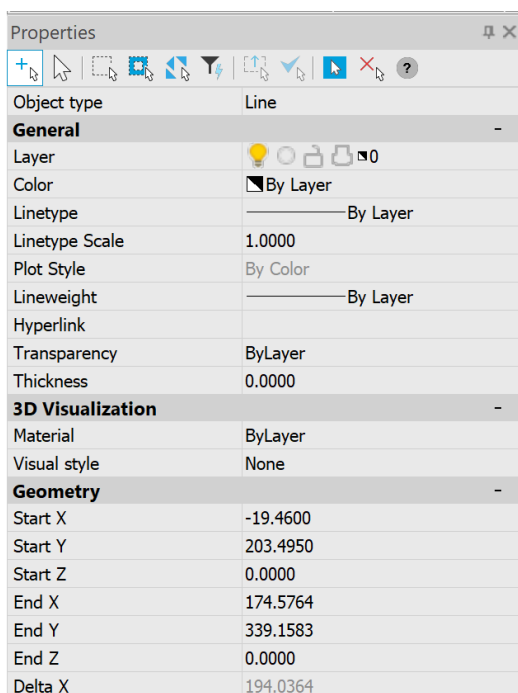 Properties
?
Object type Line
General -
Layer 0
Color By Layer
Linetype By Layer
Linetype Scale 1.0000
Plot Style By Color
Lineweight By Layer
Hyperlink
Transparency ByLayer
Thickness 0.0000
3D Visualization -
Material ByLayer
Visual style None
Geometry -
Start X -19.4600
Start Y 203.4950
Start Z 0.0000
End X 174.5764
End Y 339.1583
End Z 0.0000
Delta X 194.0364